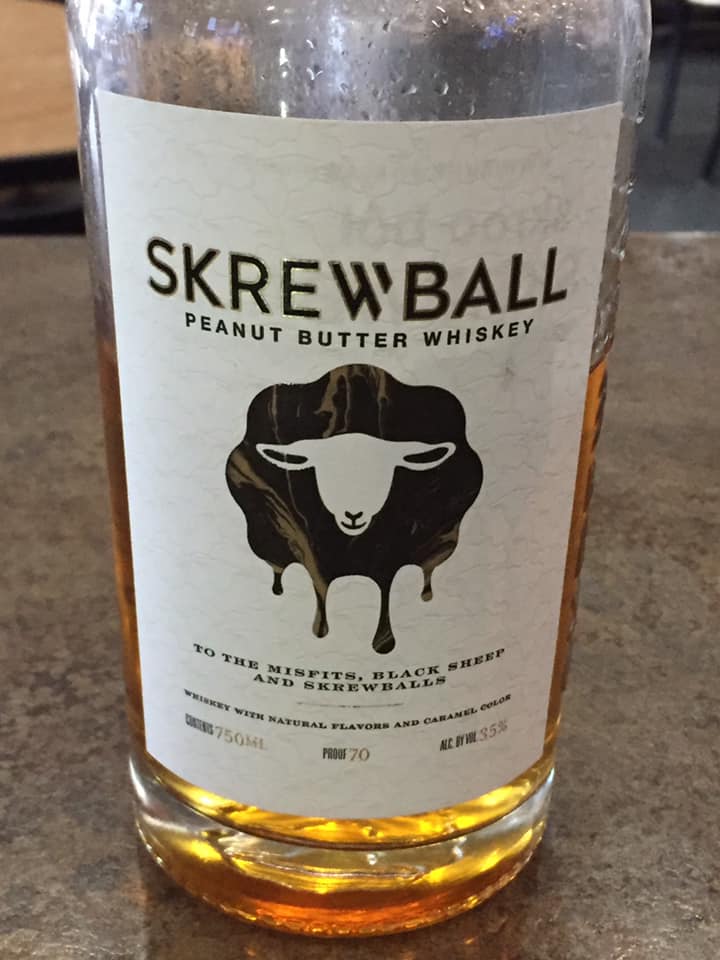 SKREWBALL
PEANUT BUTTER WHISKEY
TO THE MISFITS, BLACK SHEEP
AND SKREWBALLS
WHISKEY WITH NATURAL FLAVORS AND CARAMEL COLOR
CONTENTS 750ML PROOF 70 ALC. BY VOL 35%